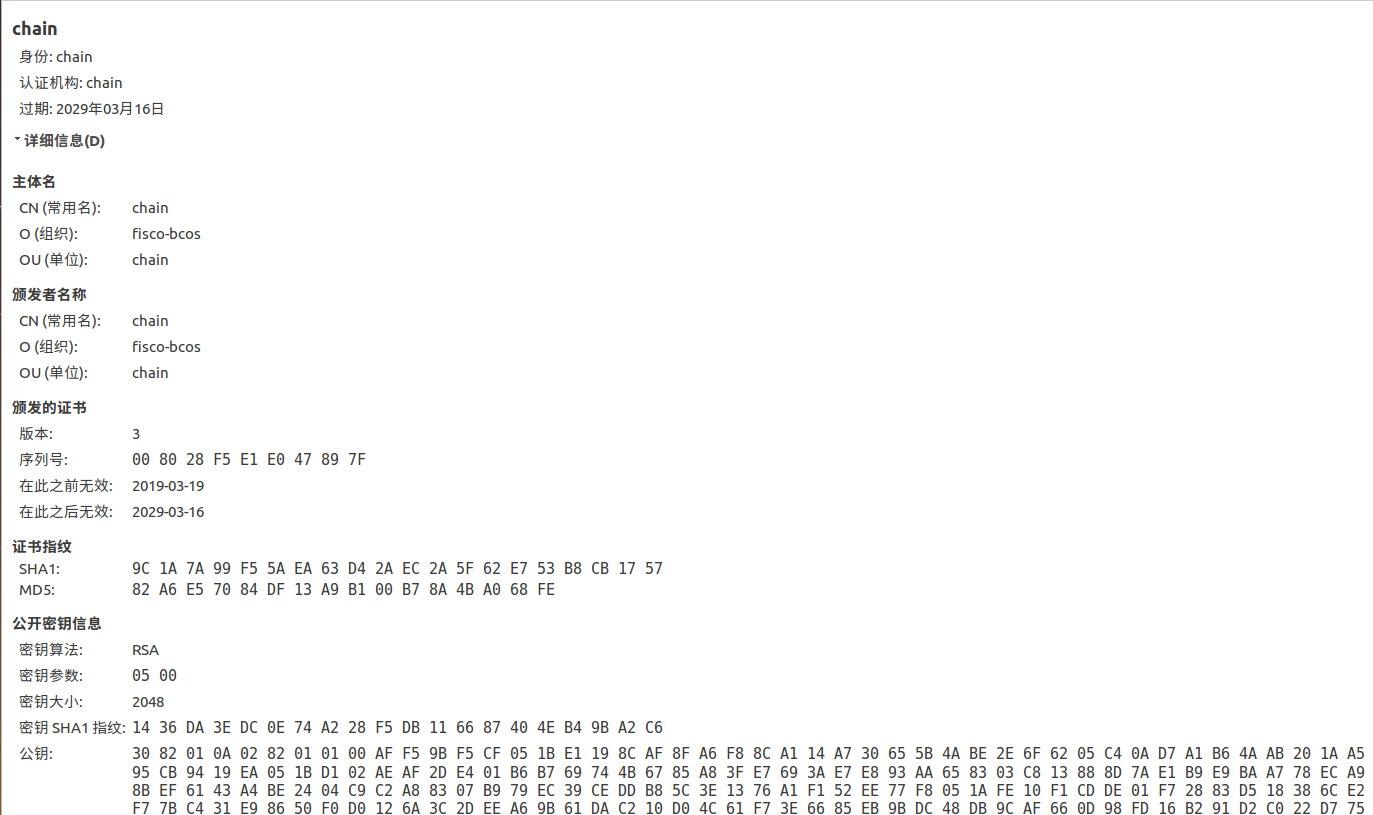 chain
身份: chain
认证机构: chain
过期: 2029年03月16日
详细信息(D)
主体名
CN (常用名): chain
O (组织): fisco-bcos
OU (单位): chain
颁发者名称
CN (常用名): chain
O (组织): fisco-bcos
OU (单位): chain
颁发的证书
版本: 3
序列号: 00 80 28 F5 E1 E0 47 89 7F
在此之前无效: 2019-03-19
在此之后无效: 2029-03-16
证书指纹
SHA1: 9C 1A 7A 99 F5 5A EA 63 D4 2A EC 2A 5F 62 E7 53 B8 CB 17 57
MD5: 82 A6 E5 70 84 DF 13 A9 B1 00 B7 8A 4B A0 68 FE
公开密钥信息
密钥算法: RSA
密钥参数: 05 00
密钥大小: 2048
密钥 SHA1 指纹: 14 36 DA 3E DC 0E 74 A2 28 F5 DB 11 66 87 40 4E B4 9B A2 C6
公钥: 30 82 01 0A 02 82 01 01 00 AF F5 9B F5 CF 05 1B E1 19 8C AF 8F A6 F8 8C A1 14 A7 30 65 5B 4A BE 2E 6F 62 05 C4 0A D7 A1 B6 4A AB 20 1A A5
95 CB 94 19 EA 05 1B D1 02 AE AF 2D E4 01 B6 B7 69 74 4B 67 85 A8 3F E7 69 3A E7 E8 93 AA 65 83 03 C8 13 88 8D 7A E1 B9 E9 BA A7 78 EC A9
8B EF 61 43 A4 BE 24 04 C9 C2 A8 83 07 B9 79 EC 39 CE DD B8 5C 3E 13 76 A1 F1 52 EE 77 F8 05 1A FE 10 F1 CD DE 01 F7 28 83 D5 18 38 6C E2
F7 7B C4 31 E9 86 50 F0 D0 12 6A 3C 2D EE A6 9B 61 DA C2 10 D0 4C 61 F7 3E 66 85 EB 9B DC 48 DB 9C AF 66 0D 98 FD 16 B2 91 D2 C0 22 D7 75